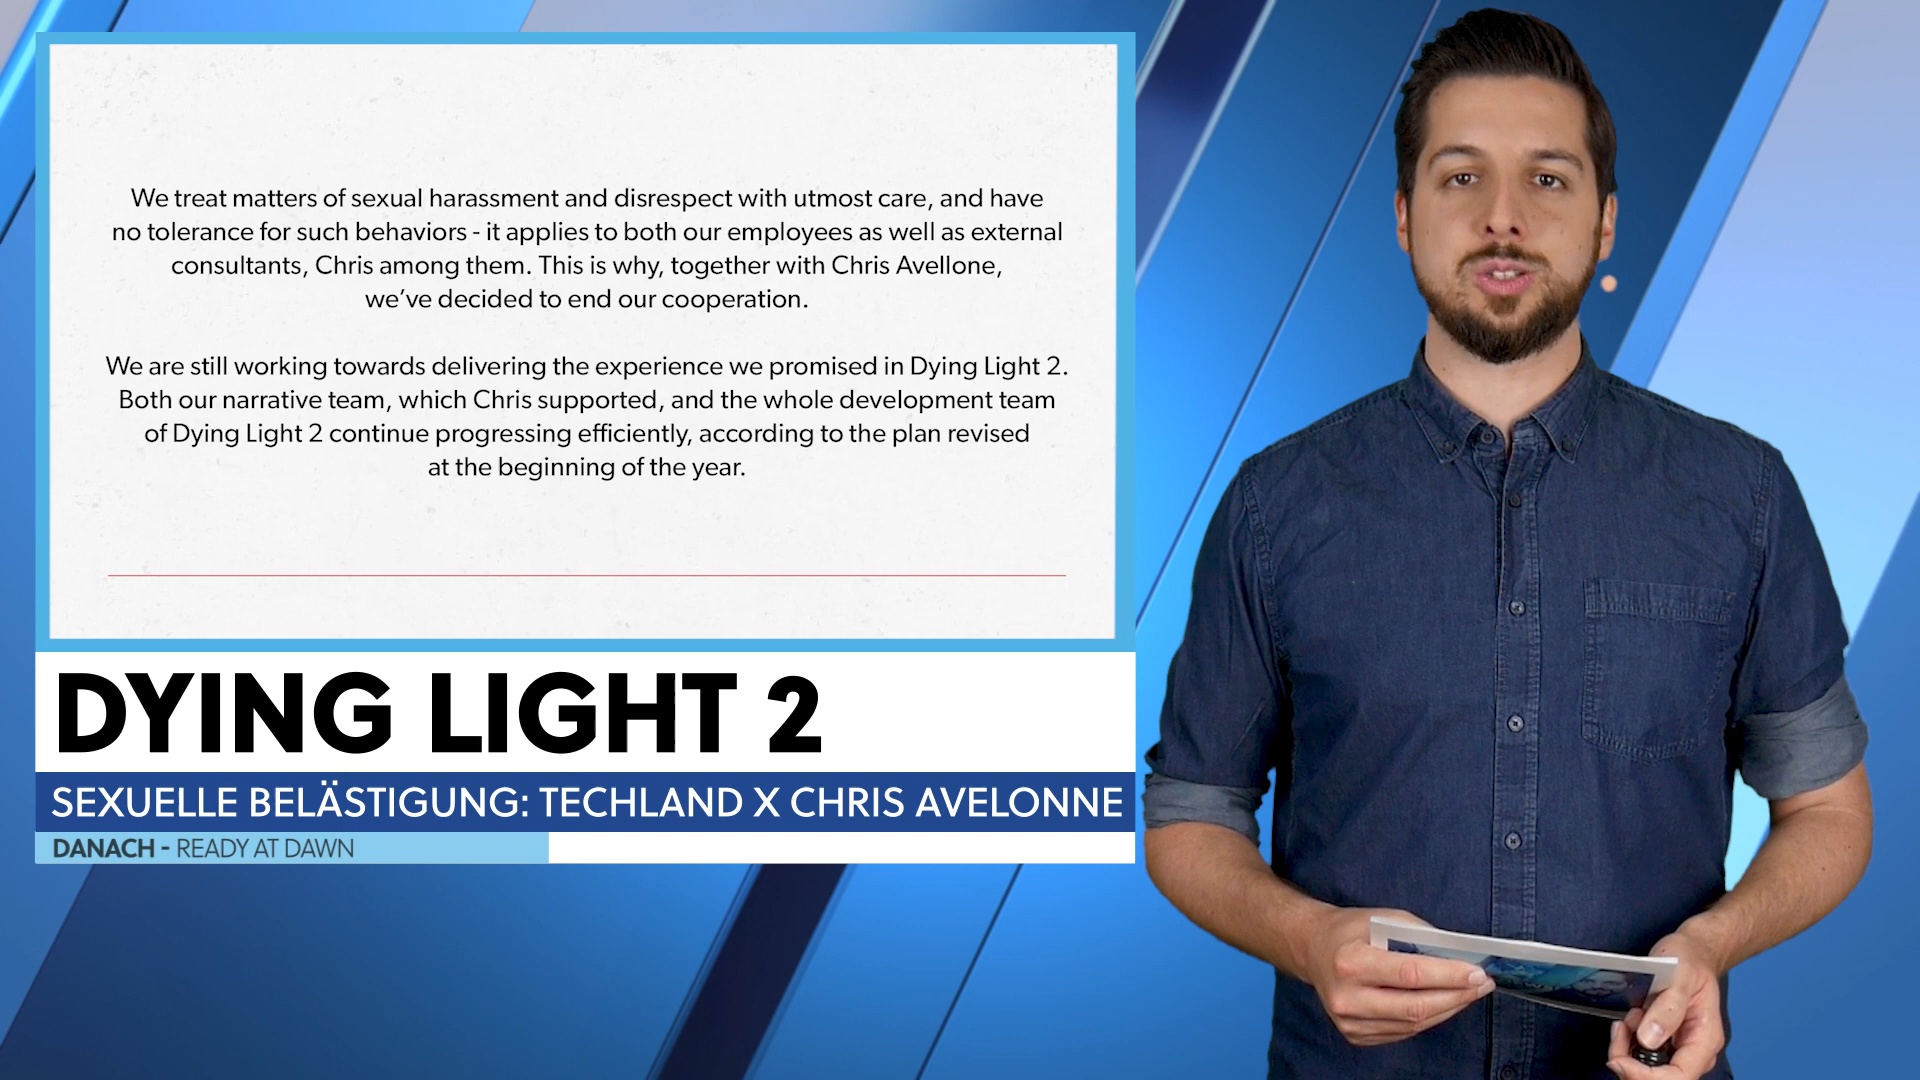 We treat matters of sexual harassment and disrespect with utmost care, and have
no tolerance for such behaviors - it applies to both our employees as well as external
consultants, Chris among them. This is why, together with Chris Avellone,
we’ve decided to end our cooperation.
We are still working towards delivering the experience we promised in Dying Light 2.
Both our narrative team, which Chris supported, and the whole development team
of Dying Light 2 continue progressing efficiently, according to the plan revised
at the beginning of the year.
DYING LIGHT 2
SEXUELLE BELÄSTIGUNG: TECHLAND X CHRIS AVELONNE
DANACH - READY AT DAWN